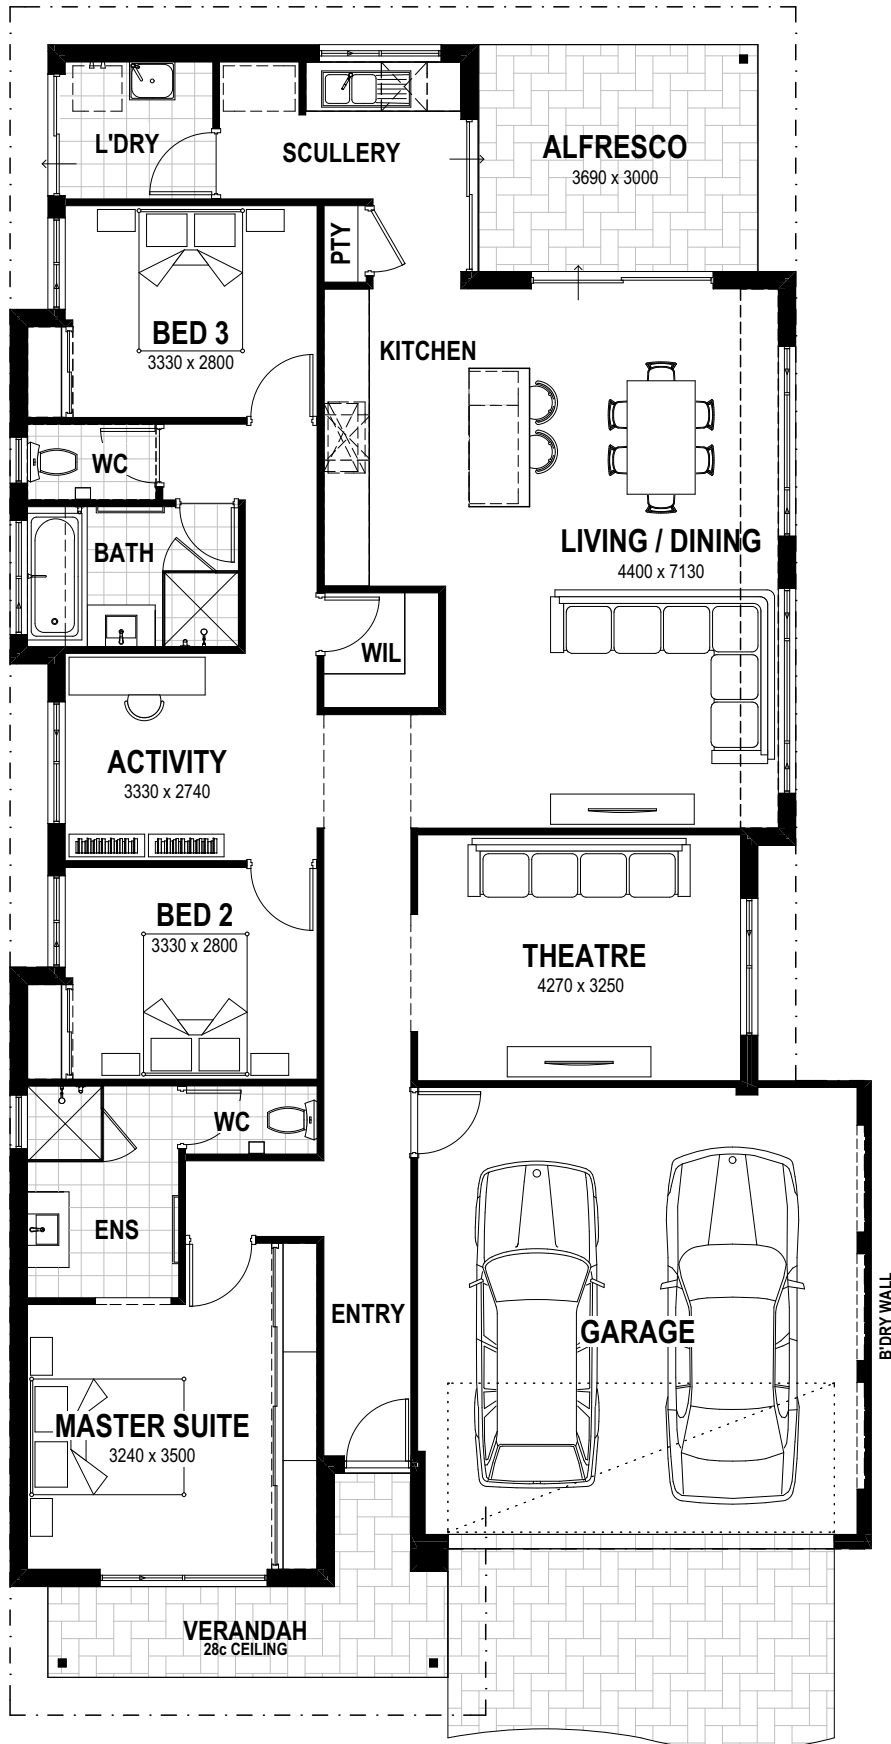 L'DRY
SCULLERY
ALFRESCO
3690 x 3000
PTY
BED 3
3330 x 2800
KITCHEN
WC
BATH
LIVING / DINING
4400 x 7130
WIL
ACTIVITY
3330 x 2740
BED 2
3330 x 2800
THEATRE
4270 x 3250
WC
ENS
ENTRY
GARAGE
B'DRY WALL
MASTER SUITE
3240 x 3500
VERANDAH
28c CEILING